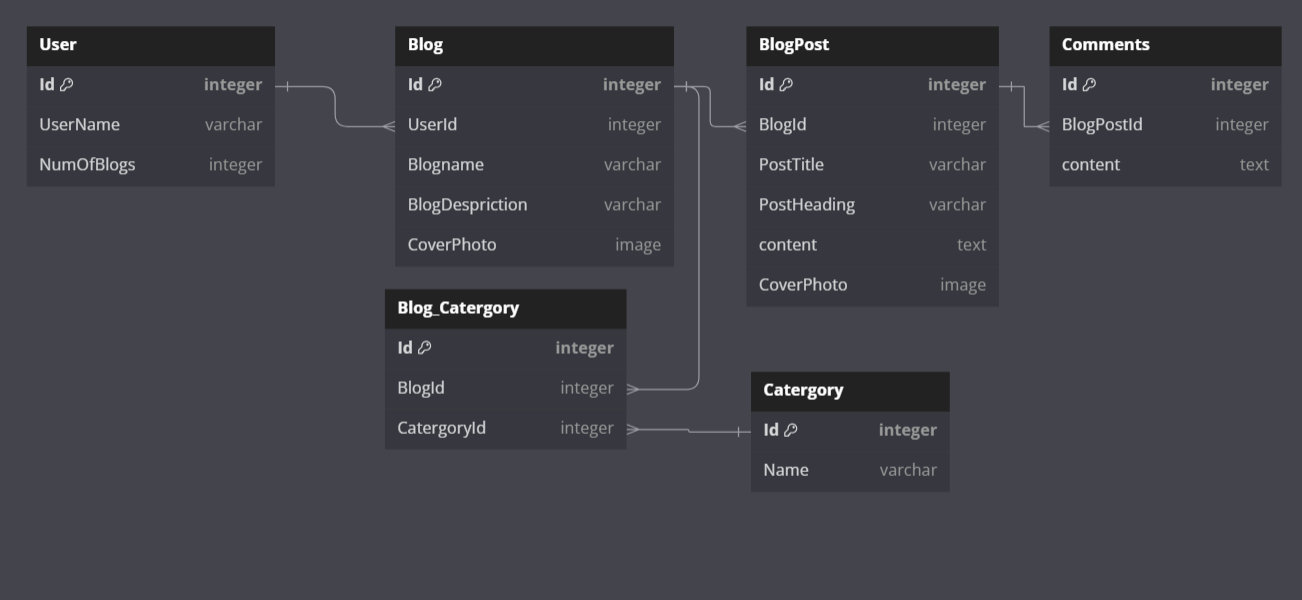 User
Id integer
UserName varchar
NumOfBlogs integer
Blog
Id integer
UserId integer
Blogname varchar
BlogDespriction varchar
CoverPhoto image
BlogPost
Id integer
BlogId integer
PostTitle varchar
PostHeading varchar
content text
CoverPhoto image
Comments
Id integer
BlogPostId integer
content text
Blog_Catergory
Id integer
BlogId integer
CatergoryId integer
Catergory
Id integer
Name varchar